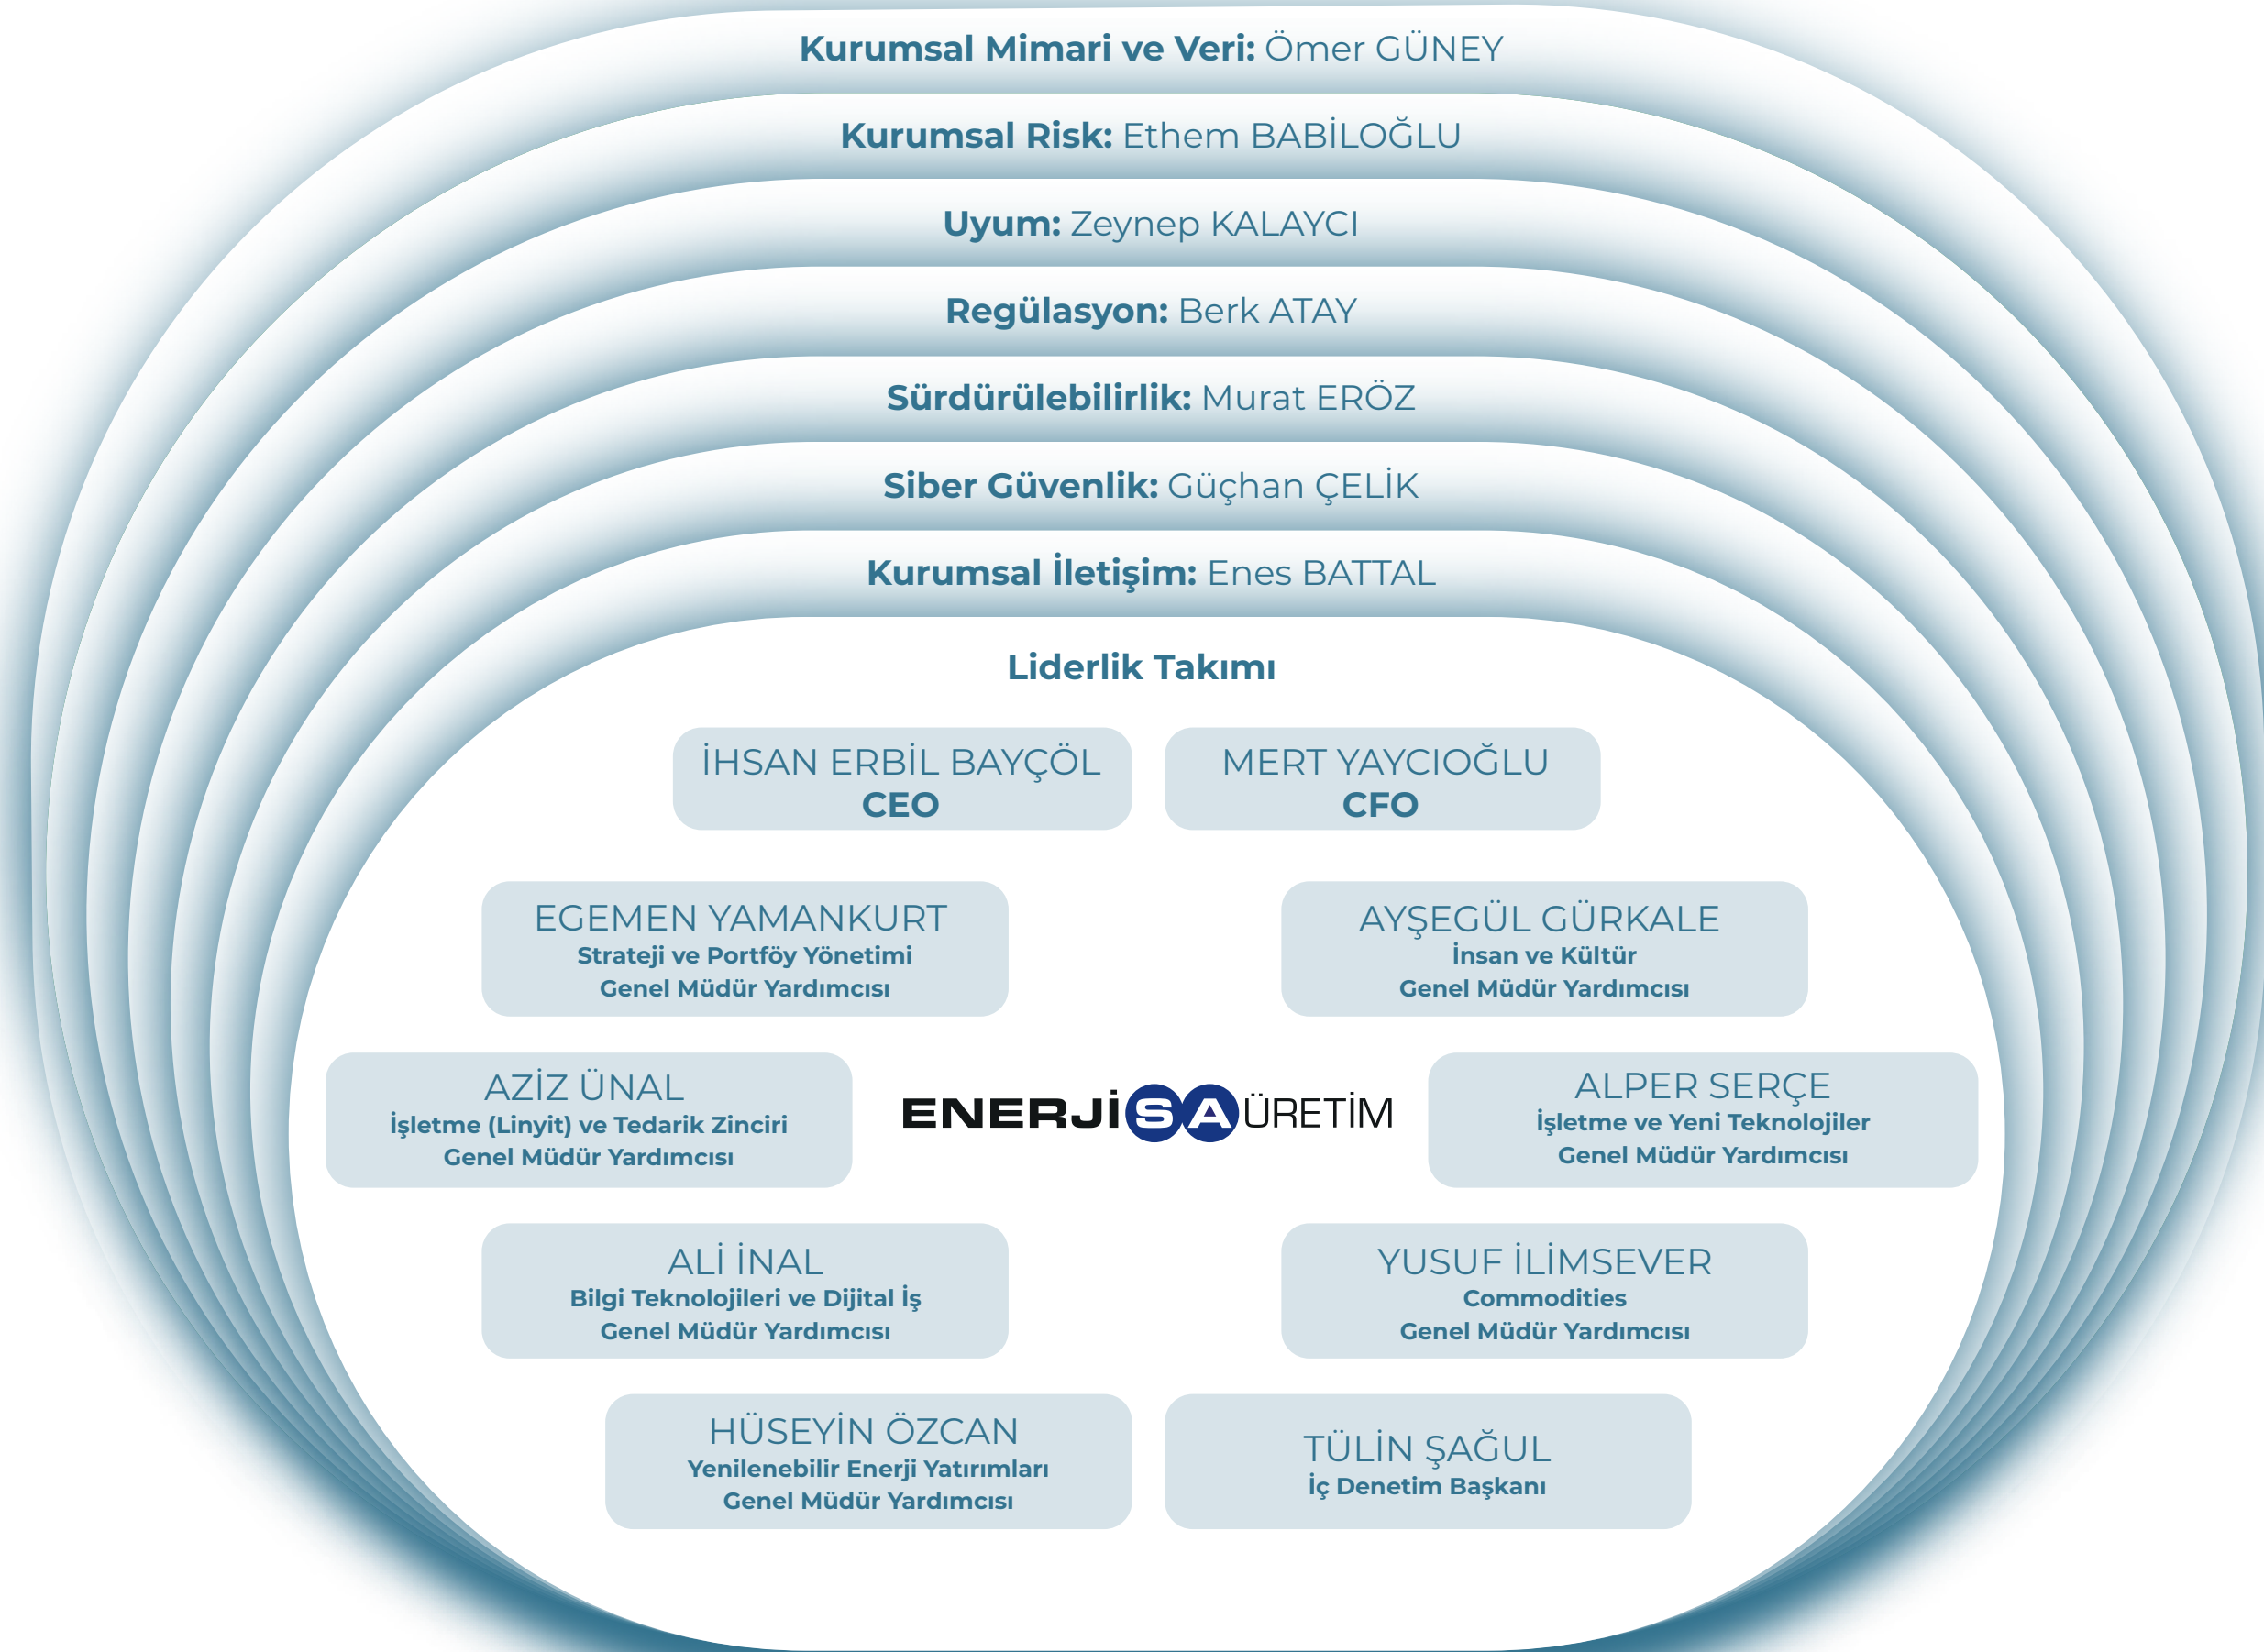 Kurumsal Mimari ve Veri: Ömer GÜNEY
Kurumsal Risk: Ethem BABİLOĞLU
Uyum: Zeynep KALAYCI
Regülasyon: Berk ATAY
Sürdürülebilirlik: Murat ERÖZ
Siber Güvenlik: Güçhan ÇELİK
Kurumsal İletişim: Enes BATTAL
Liderlik Takımı
İHSAN ERBİL BAYÇÖL
CEO
MERT YAYCIOĞLU
CFO
EGEMEN YAMANKURT
Strateji ve Portföy Yönetimi
Genel Müdür Yardımcısı
AYŞEGÜL GÜRKALE
İnsan ve Kültür
Genel Müdür Yardımcısı
AZİZ ÜNAL
İşletme (Linyit) ve Tedarik Zinciri
Genel Müdür Yardımcısı
ENERJİSA ÜRETİM
ALPER SERÇE
İşletme ve Yeni Teknolojiler
Genel Müdür Yardımcısı
ALİ İNAL
Bilgi Teknolojileri ve Dijital İş
Genel Müdür Yardımcısı
YUSUF İLİMSEVER
Commodities
Genel Müdür Yardımcısı
HÜSEYİN ÖZCAN
Yenilenebilir Enerji Yatırımları
Genel Müdür Yardımcısı
TÜLİN ŞAĞUL
İç Denetim Başkanı